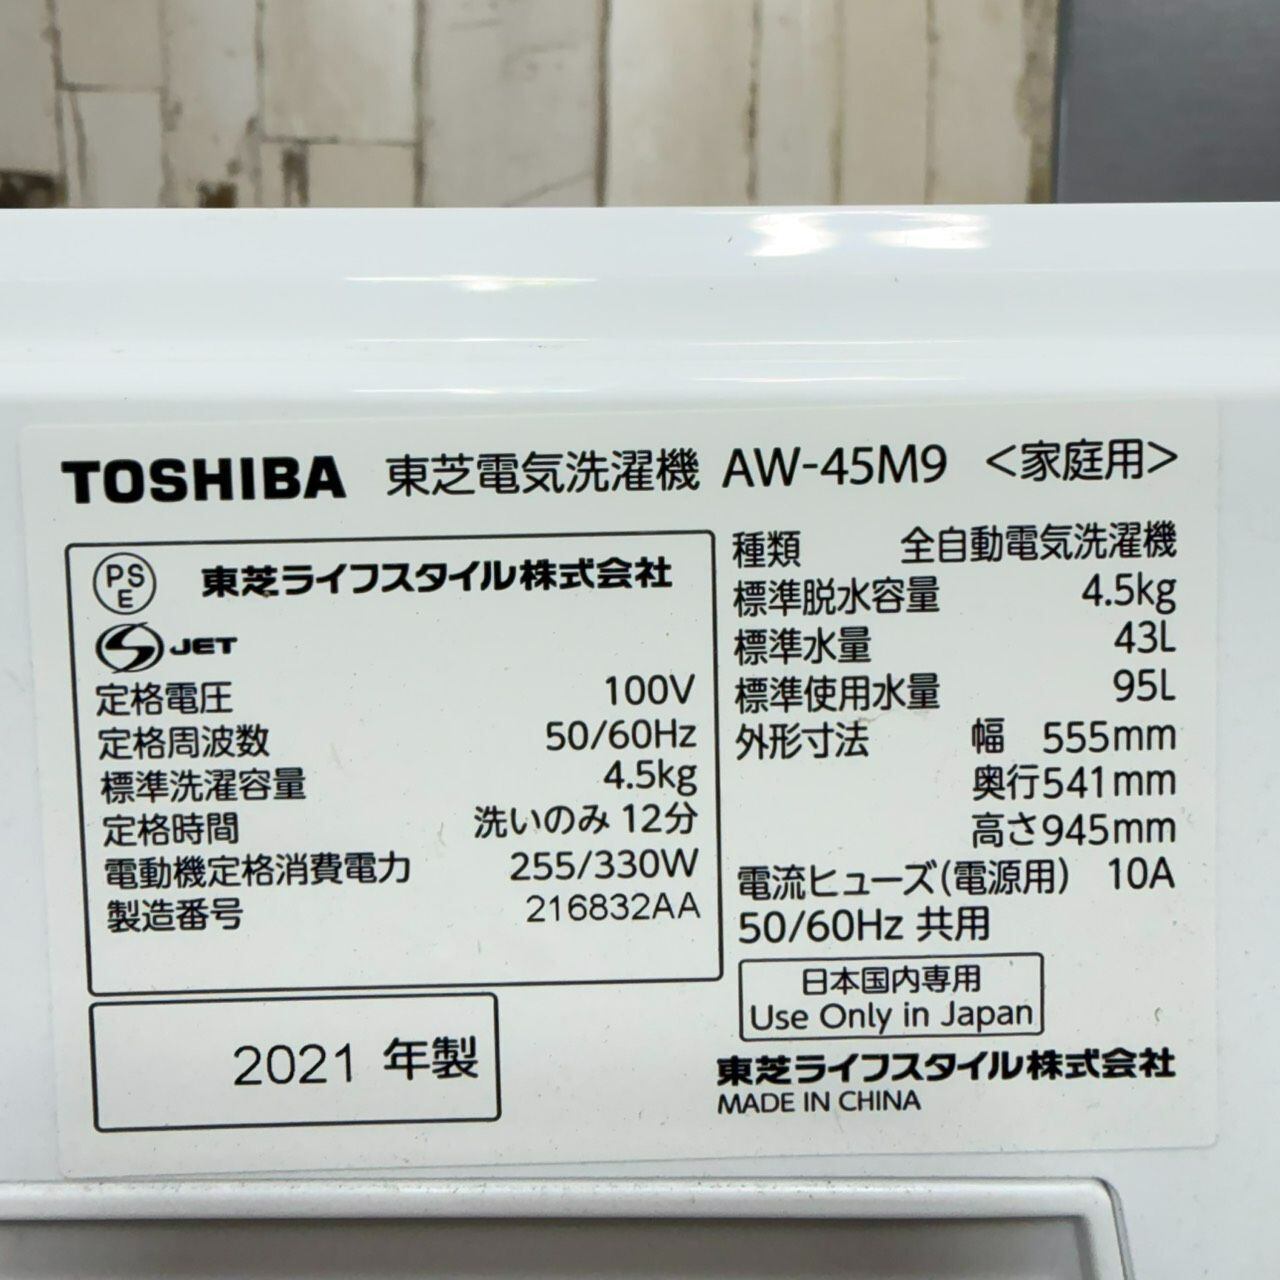 TOSHIBA 東芝電気洗濯機 AW-45M9 <家庭用>
PSE 東芝ライフスタイル株式会社
S JET
定格電圧 100V
定格周波数 50/60Hz
標準洗濯容量 4.5kg
定格時間 洗いのみ 12分
電動機定格消費電力 255/330W
製造番号 216832AA
2021 年製
種類 全自動電気洗濯機
標準脱水容量 4.5kg
標準水量 43L
標準使用水量 95L
外形寸法 幅 555mm
奥行541mm
高さ945mm
電流ヒューズ(電源用) 10A
50/60Hz 共用
日本国内専用
Use Only in Japan
東芝ライフスタイル株式会社
MADE IN CHINA